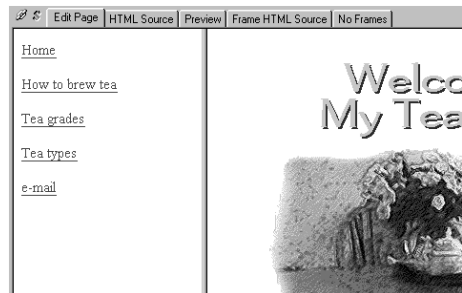 Edit Page HTML Source Preview Frame HTML Source No Frames
Home
How to brew tea
Tea grades
Tea types
e-mail
Welco
My Tea